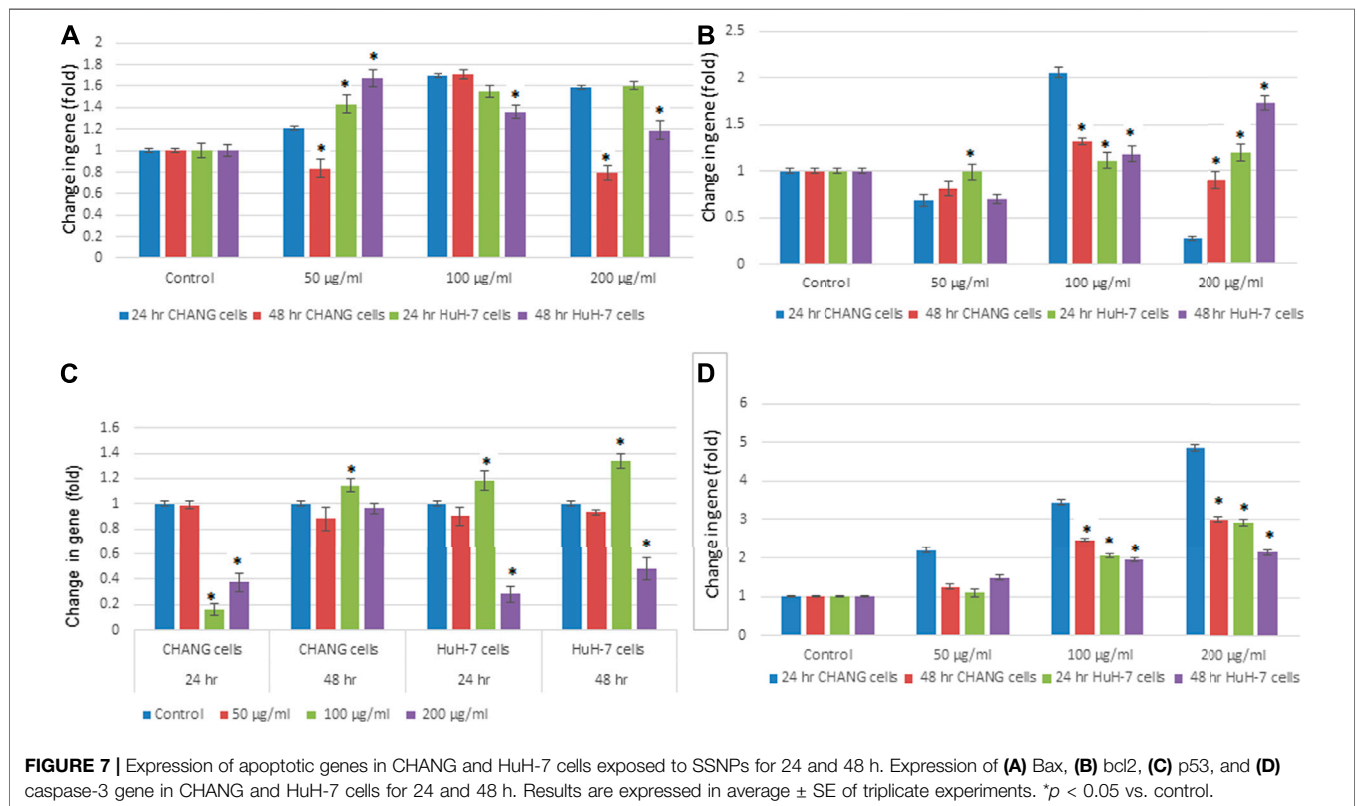 A
Change in gene (fold)
2
1.8
1.6
1.4
1.2
1
0.8
0.6
0.4
0.2
0
* * * * *
Control 50 µg/ml 100 µg/ml 200 µg/ml
24 hr CHANG cells 48 hr CHANG cells 24 hr HuH-7 cells 48 hr HuH-7 cells
B
Change in gene (fold)
2.5
2
1.5
1
0.5
0
* * * * * * *
Control 50 µg/ml 100 µg/ml 200 µg/ml
24 hr CHANG cells 48 hr CHANG cells 24 hr HuH-7 cells 48 hr HuH-7 cells
C
Change in gene (fold)
1.6
1.4
1.2
1
0.8
0.6
0.4
0.2
0
* * * * * * *
CHANG cells CHANG cells HuH-7 cells HuH-7 cells
24 hr 48 hr 24 hr 48 hr
Control 50 µg/ml 100 µg/ml 200 µg/ml
D
Change in gene (fold)
6
5
4
3
2
1
0
* * * * * *
Control 50 µg/ml 100 µg/ml 200 µg/ml
24 hr CHANG cells 48 hr CHANG cells 24 hr HuH-7 cells 48 hr HuH-7 cells
FIGURE 7 | Expression of apoptotic genes in CHANG and HuH-7 cells exposed to SSNPs for 24 and 48 h. Expression of (A) Bax, (B) bcl2, (C) p53, and (D)
caspase-3 gene in CHANG and HuH-7 cells for 24 and 48 h. Results are expressed in average ± SE of triplicate experiments. *p < 0.05 vs. control.